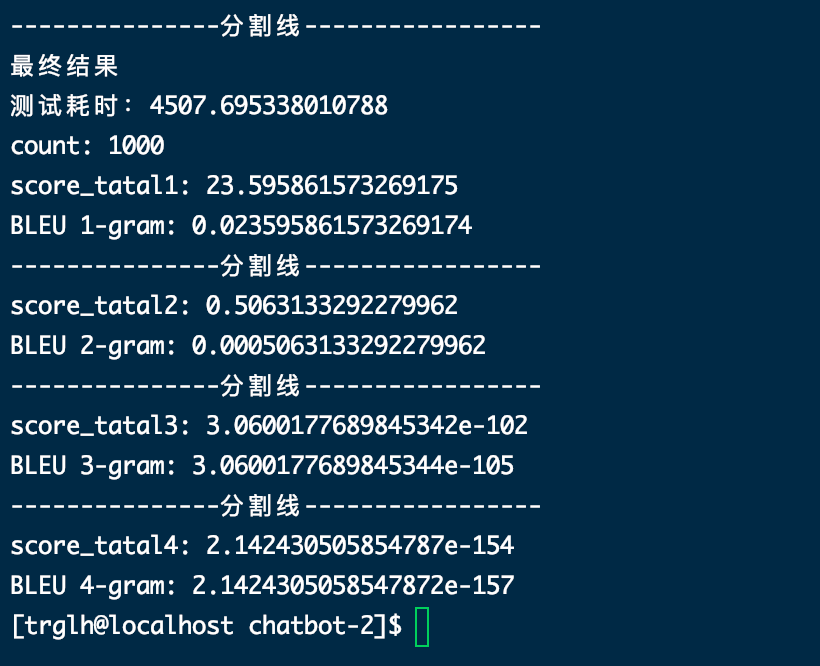 ---------------分割线-----------------
最终结果
测试耗时: 4507.695338010788
count: 1000
score_tatal1: 23.595861573269175
BLEU 1-gram: 0.023595861573269174
---------------分割线-----------------
score_tatal2: 0.5063133292279962
BLEU 2-gram: 0.0005063133292279962
---------------分割线-----------------
score_tatal3: 3.0600177689845342e-102
BLEU 3-gram: 3.0600177689845344e-105
---------------分割线-----------------
score_tatal4: 2.142430505854787e-154
BLEU 4-gram: 2.1424305058547872e-157
[trglh@localhost chatbot-2]$